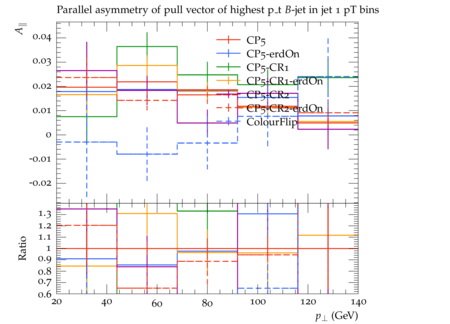 Parallel asymmetry of pull vector of highest p_t B-jet in jet 1 pT bins
A∥
0.04
0.03
0.02
0.01
0
-0.01
-0.02
CP5
CP5-erdOn
CP5-CR1
CP5-CR1-erdOn
CP5-CR2
CP5-CR2-erdOn
ColourFlip
Ratio
1.3
1.2
1.1
1
0.9
0.8
0.7
0.6
20 40 60 80 100 120 140
p⊥ (GeV)